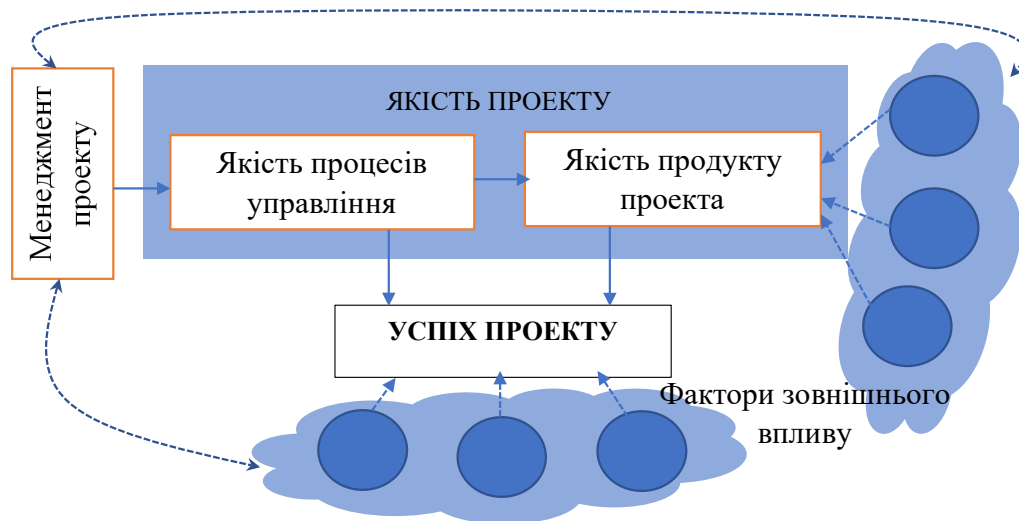 Менеджмент
проекту
ЯКІСТЬ ПРОЕКТУ
Якість процесів
управління
Якість продукту
проекта
УСПІХ ПРОЕКТУ
Фактори зовнішнього
впливу